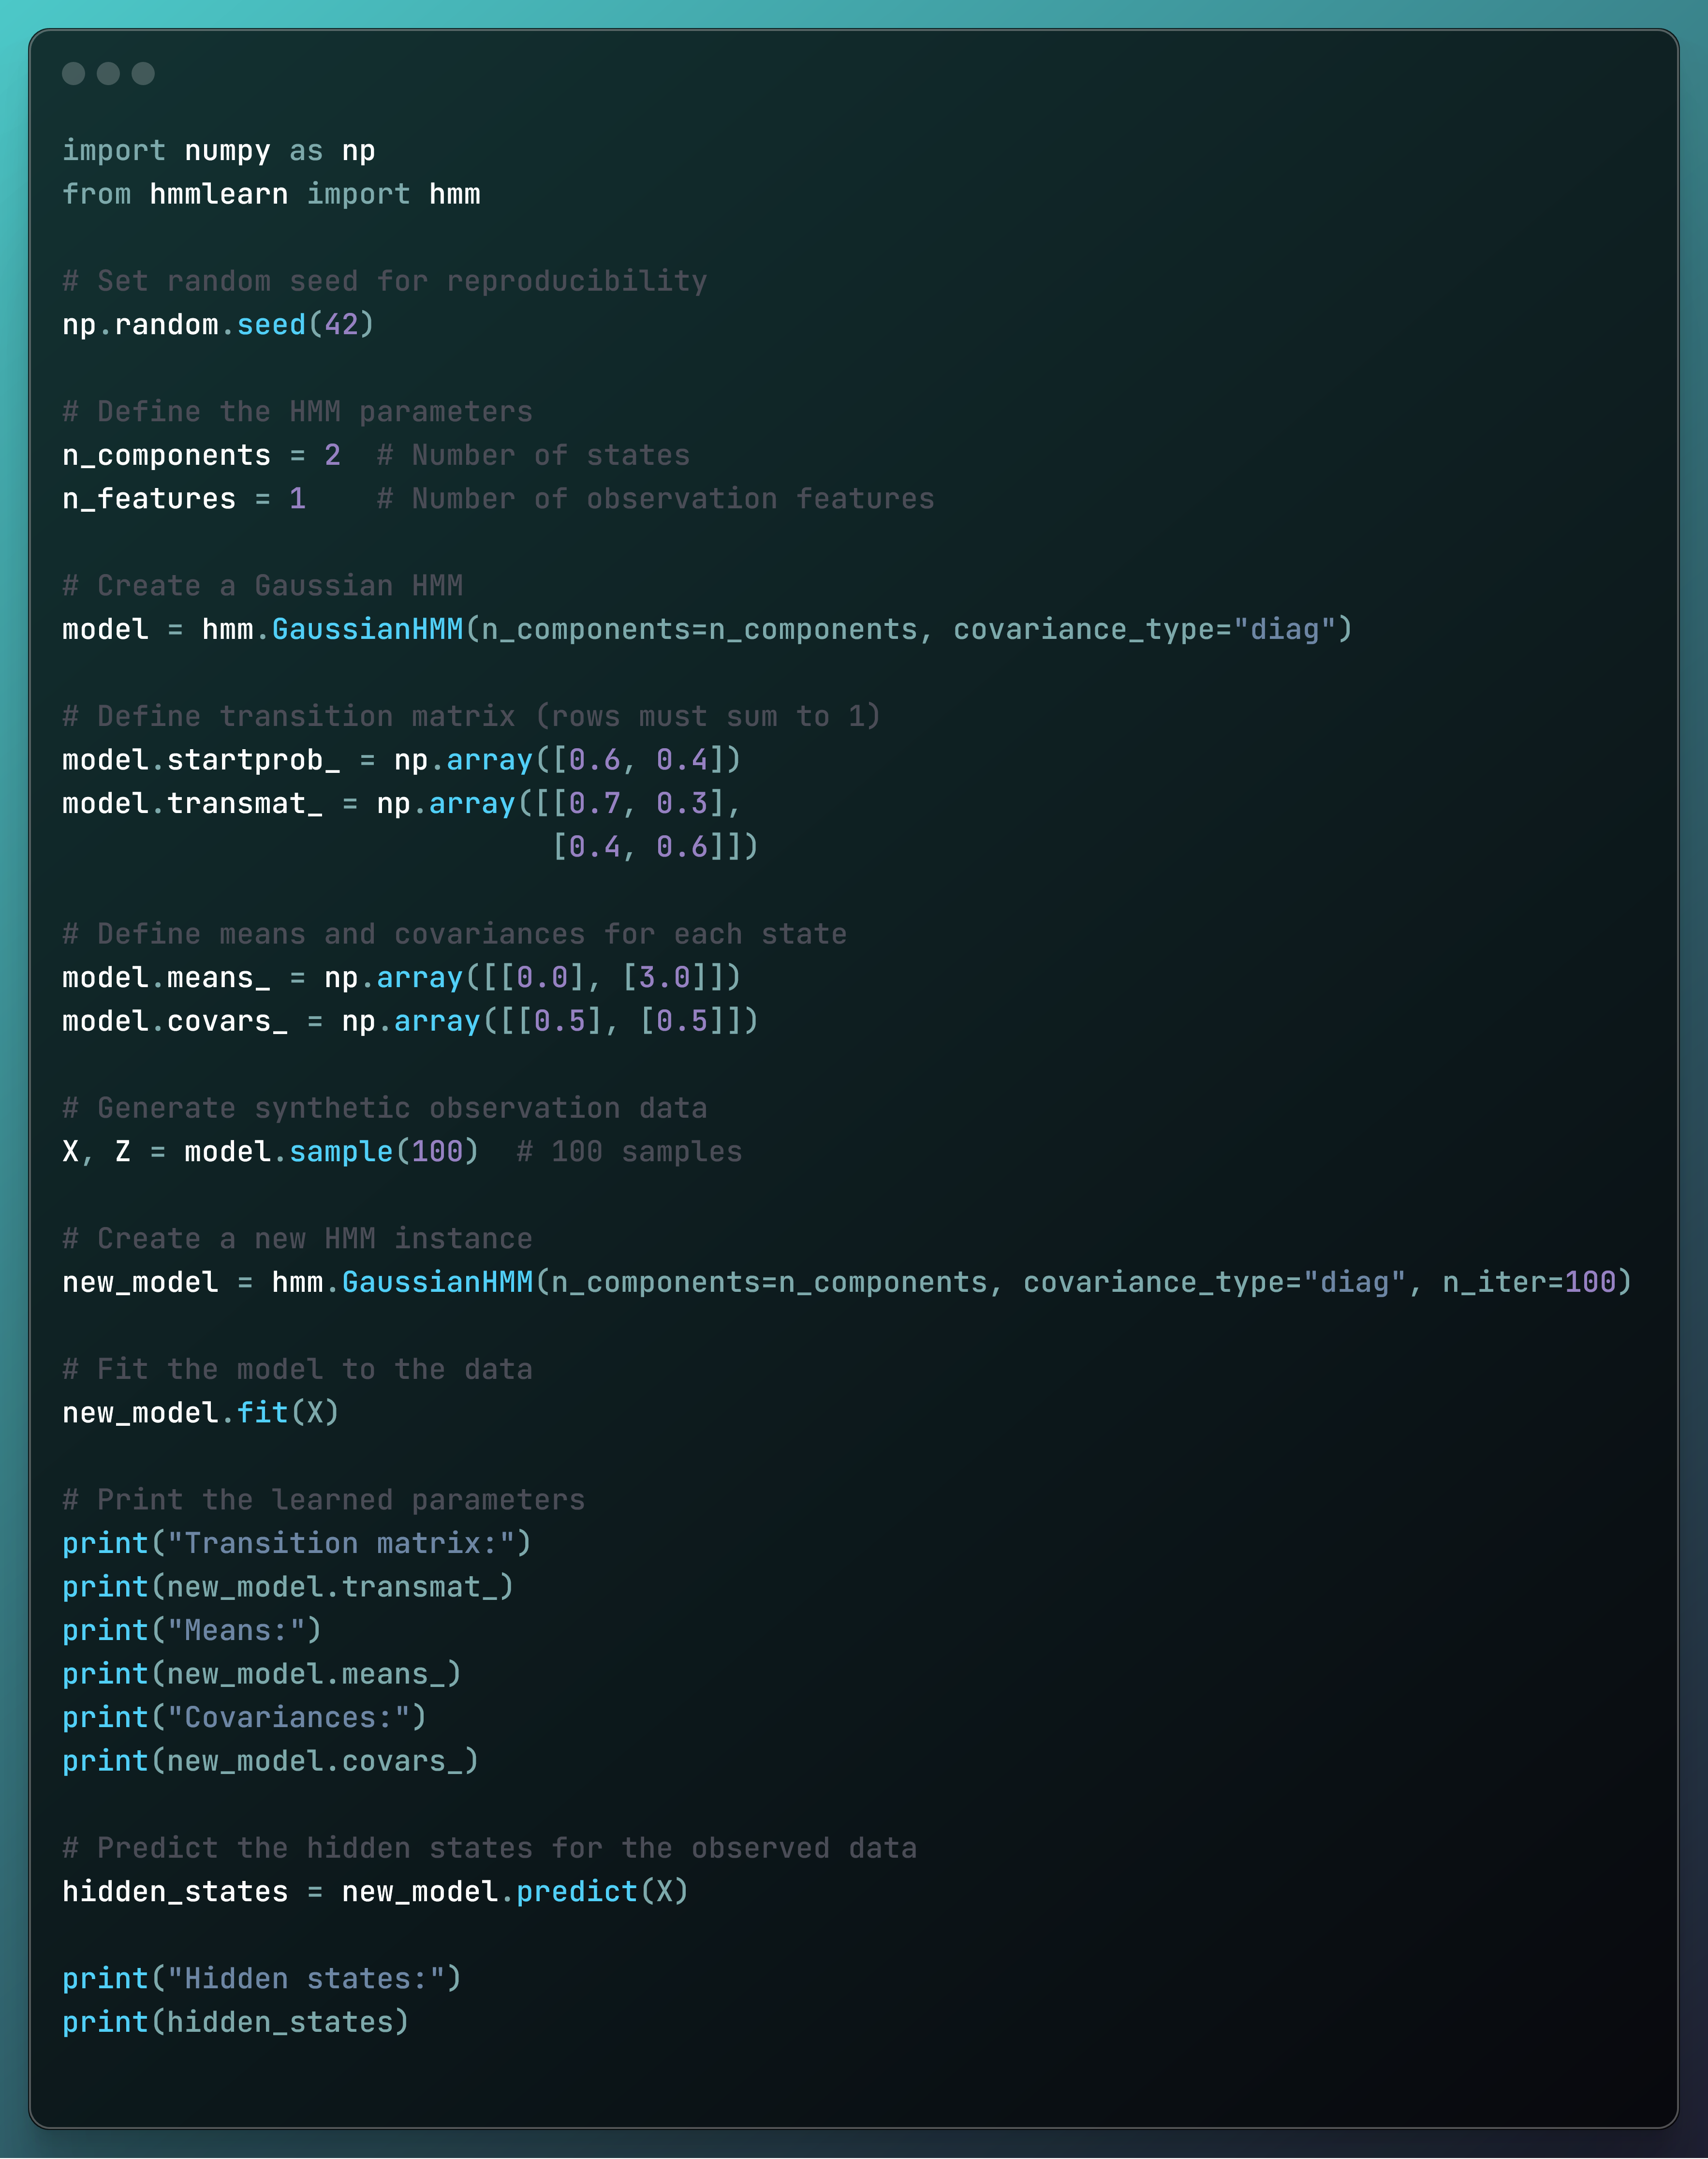 import numpy as np
from hmmlearn import hmm
# Set random seed for reproducibility
np.random.seed(42)
# Define the HMM parameters
n_components = 2  # Number of states
n_features = 1    # Number of observation features
# Create a Gaussian HMM
model = hmm.GaussianHMM(n_components=n_components, covariance_type="diag")
# Define transition matrix (rows must sum to 1)
model.startprob_ = np.array([0.6, 0.4])
model.transmat_ = np.array([[0.7, 0.3],
                            [0.4, 0.6]])
# Define means and covariances for each state
model.means_ = np.array([[0.0], [3.0]])
model.covars_ = np.array([[0.5], [0.5]])
# Generate synthetic observation data
X, Z = model.sample(100)  # 100 samples
# Create a new HMM instance
new_model = hmm.GaussianHMM(n_components=n_components, covariance_type="diag", n_iter=100)
# Fit the model to the data
new_model.fit(X)
# Print the learned parameters
print("Transition matrix:")
print(new_model.transmat_)
print("Means:")
print(new_model.means_)
print("Covariances:")
print(new_model.covars_)
# Predict the hidden states for the observed data
hidden_states = new_model.predict(X)
print("Hidden states:")
print(hidden_states)